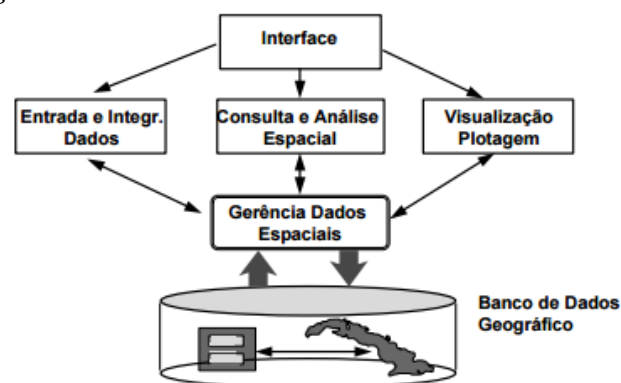 Interface
Entrada e Integr.
Dados
Consulta e Análise
Espacial
Visualização
Plotagem
Gerência Dados
Espaciais
Banco de Dados
Geográfico